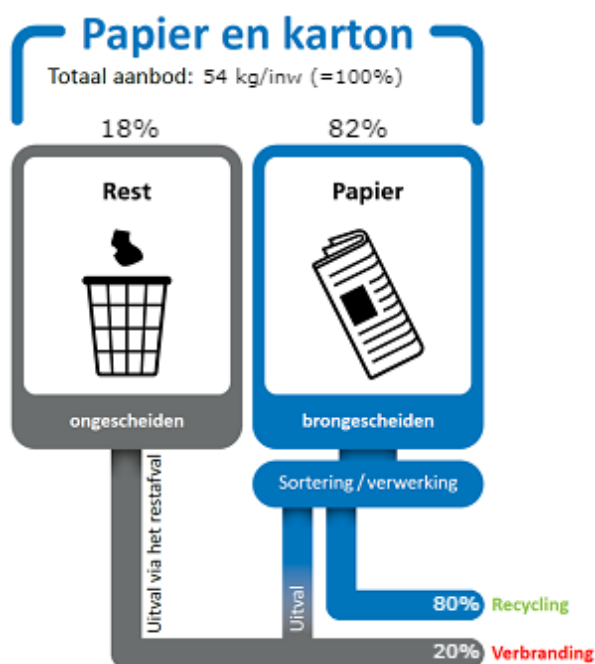 Papier en karton
Totaal aanbod: 54 kg/inw (=100%)
18%
82%
Rest
Papier
ongescheiden
brongescheiden
Sortering / verwerking
Uitval via het restafval
Uitval
80% Recycling
20% Verbranding